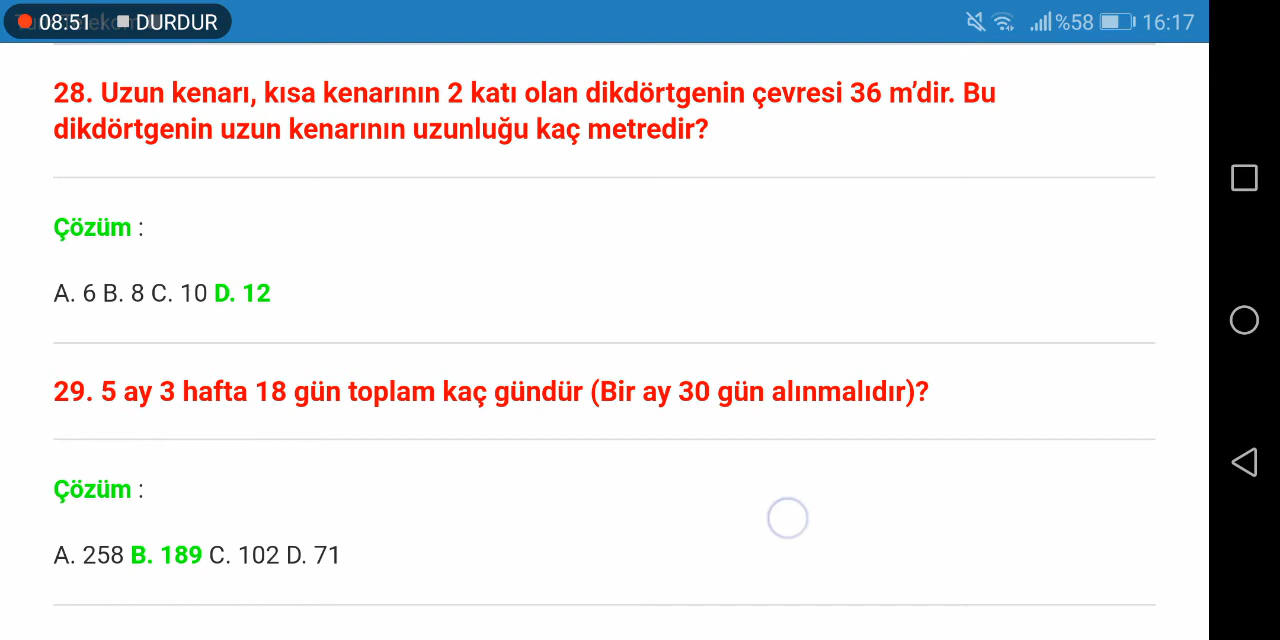 08:51 DURDUR %58 16:17
28. Uzun kenarı, kısa kenarının 2 katı olan dikdörtgenin çevresi 36 m’dir. Bu
dikdörtgenin uzun kenarının uzunluğu kaç metredir?
Çözüm :
A. 6 B. 8 C. 10 D. 12
29. 5 ay 3 hafta 18 gün toplam kaç gündür (Bir ay 30 gün alınmalıdır)?
Çözüm :
A. 258 B. 189 C. 102 D. 71